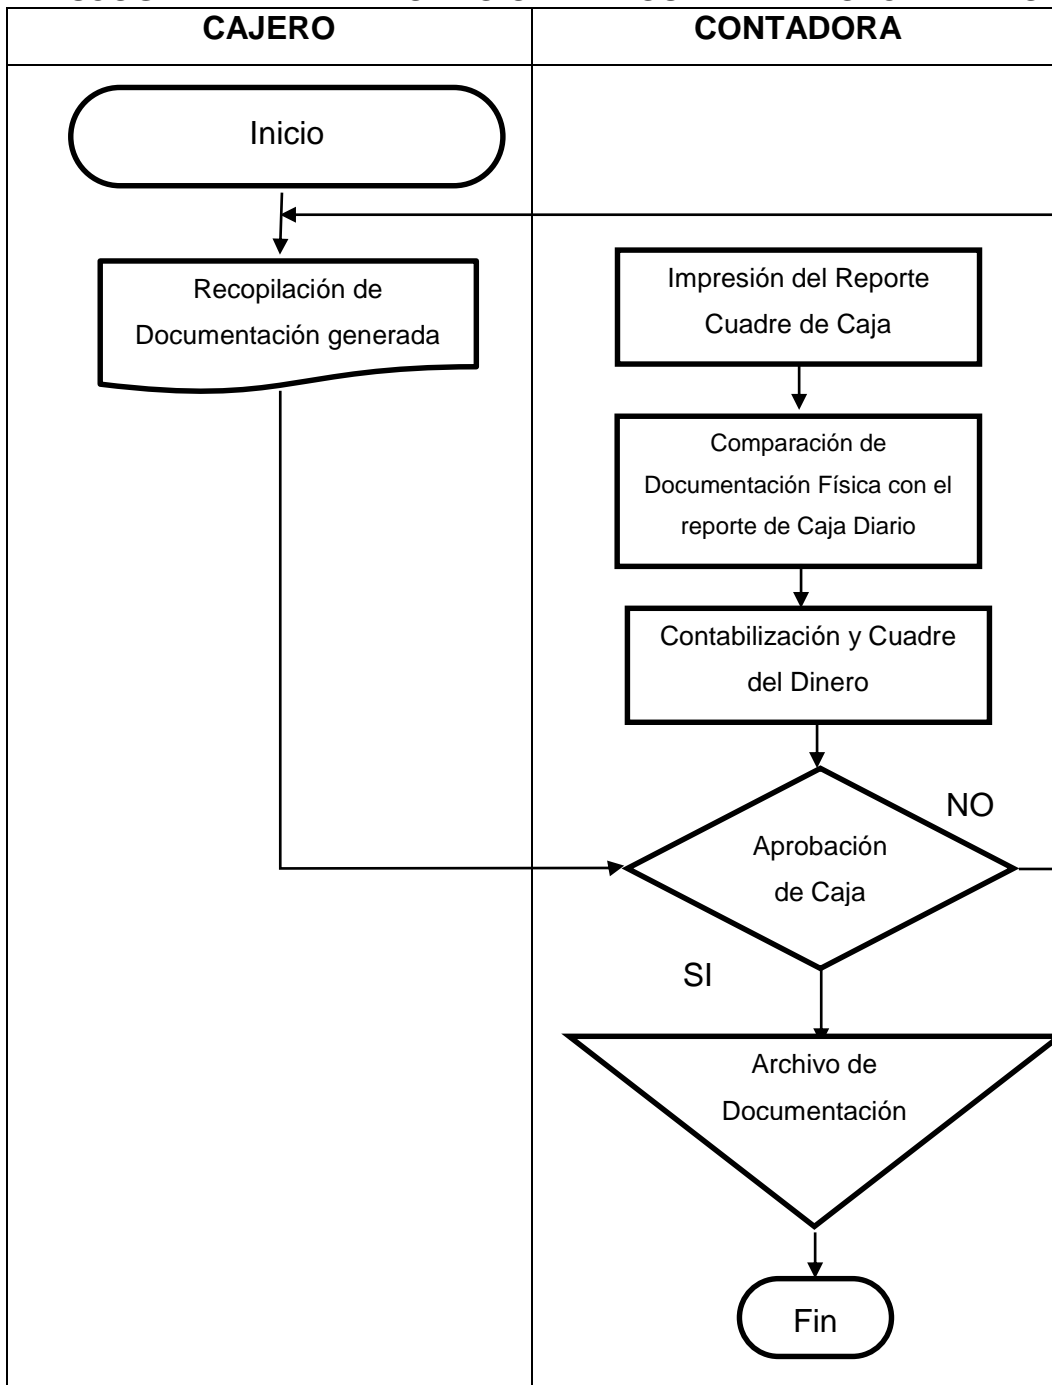 CAJERO
CONTADORA
Inicio
Recopilación de
Documentación generada
Impresión del Reporte
Cuadre de Caja
Comparación de
Documentación Física con el
reporte de Caja Diario
Contabilización y Cuadre
del Dinero
Aprobación
de Caja
NO
SI
Archivo de
Documentación
Fin